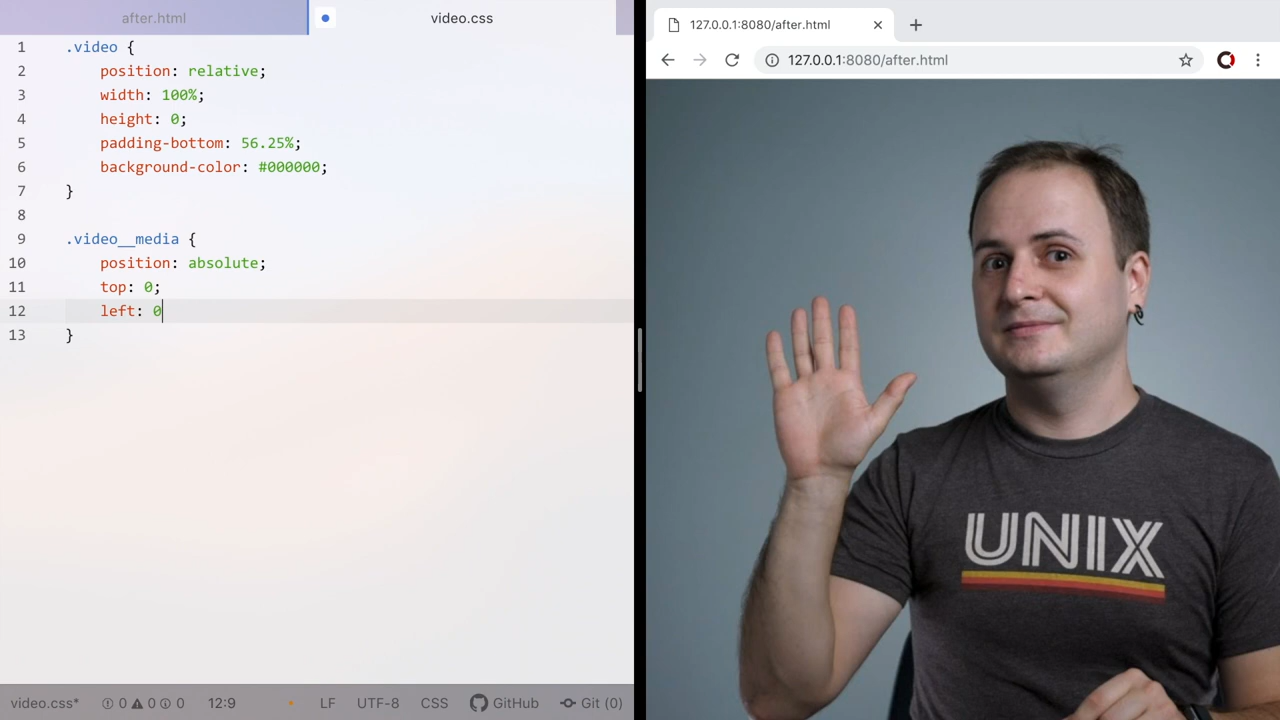 after.html
video.css
1 .video {
2 position: relative;
3 width: 100%;
4 height: 0;
5 padding-bottom: 56.25%;
6 background-color: #000000;
7 }
8
9 .video__media {
10 position: absolute;
11 top: 0;
12 left: 0
13 }
video.css* 0 0 0 12:9 LF UTF-8 CSS GitHub Git (0)
127.0.0.1:8080/after.html
127.0.0.1:8080/after.html
UNIX